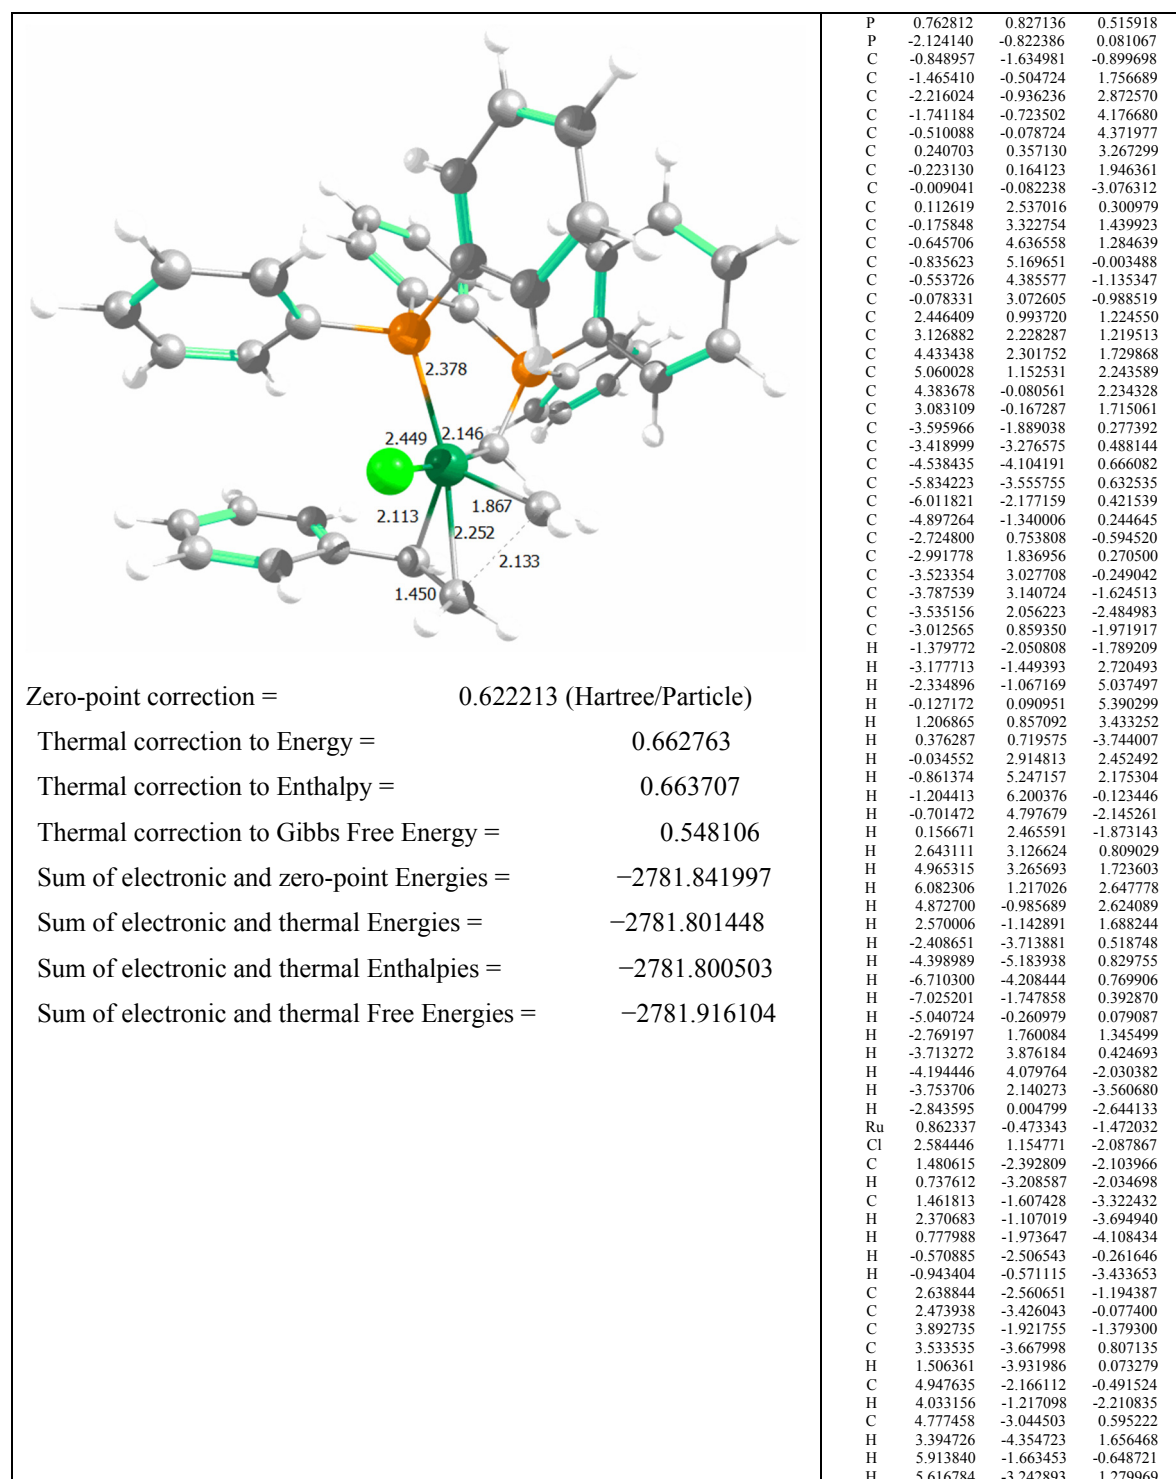 2.378
2.449 2.146
2.113
1.867
2.252
2.133
1.450
Zero-point correction = 0.622213 (Hartree/Particle)
Thermal correction to Energy = 0.662763
Thermal correction to Enthalpy = 0.663707
Thermal correction to Gibbs Free Energy = 0.548106
Sum of electronic and zero-point Energies = −2781.841997
Sum of electronic and thermal Energies = −2781.801448
Sum of electronic and thermal Enthalpies = −2781.800503
Sum of electronic and thermal Free Energies = −2781.916104
P 0.762812 0.827136 0.515918
P -2.124140 -0.822386 0.081067
C -0.848957 -1.634981 -0.899698
C -1.465410 -0.504724 1.756689
C -2.216024 -0.936236 2.872570
C -1.741184 -0.723502 4.176680
C -0.510088 -0.078724 4.371977
C 0.240703 0.357130 3.267299
C -0.223130 0.164123 1.946361
C -0.009041 -0.082238 -3.076312
C 0.112619 2.537016 0.300979
C -0.175848 3.322754 1.439923
C -0.645706 4.636558 1.284639
C -0.835623 5.169651 -0.003488
C -0.553726 4.385577 -1.135347
C -0.078331 3.072605 -0.988519
C 2.446409 0.993720 1.224550
C 3.126882 2.228287 1.219513
C 4.433438 2.301752 1.729868
C 5.060028 1.152531 2.243589
C 4.383678 -0.080561 2.234328
C 3.083109 -0.167287 1.715061
C -3.595966 -1.889038 0.277392
C -3.418999 -3.276575 0.488144
C -4.538435 -4.104191 0.666082
C -5.834223 -3.555755 0.632535
C -6.011821 -2.177159 0.421539
C -4.897264 -1.340006 0.244645
C -2.724800 0.753808 -0.594520
C -2.991778 1.836956 0.270500
C -3.523354 3.027708 -0.249042
C -3.787539 3.140724 -1.624513
C -3.535156 2.056223 -2.484983
C -3.012565 0.859350 -1.971917
H -1.379772 -2.050808 -1.789209
H -3.177713 -1.449393 2.720493
H -2.334896 -1.067169 5.037497
H -0.127172 0.090951 5.390299
H 1.206865 0.857092 3.433252
H 0.376287 0.719575 -3.744007
H -0.034552 2.914813 2.452492
H -0.861374 5.247157 2.175304
H -1.204413 6.200376 -0.123446
H -0.701472 4.797679 -2.145261
H 0.156671 2.465591 -1.873143
H 2.643111 3.126624 0.809029
H 4.965315 3.265693 1.723603
H 6.082306 1.217026 2.647778
H 4.872700 -0.985689 2.624089
H 2.570006 -1.142891 1.688244
H -2.408651 -3.713881 0.518748
H -4.398989 -5.183938 0.829755
H -6.710300 -4.208444 0.769906
H -7.025201 -1.747858 0.392870
H -5.040724 -0.260979 0.079087
H -2.769197 1.760084 1.345499
H -3.713272 3.876184 0.424693
H -4.194446 4.079764 -2.030382
H -3.753706 2.140273 -3.560680
H -2.843595 0.004799 -2.644133
Ru 0.862337 -0.473343 -1.472032
Cl 2.584446 1.154771 -2.087867
C 1.480615 -2.392809 -2.103966
H 0.737612 -3.208587 -2.034698
C 1.461813 -1.607428 -3.322432
H 2.370683 -1.107019 -3.694940
H 0.777988 -1.973647 -4.108434
H -0.570885 -2.506543 -0.261646
H -0.943404 -0.571115 -3.433653
C 2.638844 -2.560651 -1.194387
C 2.473938 -3.426043 -0.077400
C 3.892735 -1.921755 -1.379300
C 3.533535 -3.667998 0.807135
H 1.506361 -3.931986 0.073279
C 4.947635 -2.166112 -0.491524
H 4.033156 -1.217098 -2.210835
C 4.777458 -3.044503 0.595222
H 3.394726 -4.354723 1.656468
H 5.913840 -1.663453 -0.648721
H 5.616784 -3.242893 1.279969